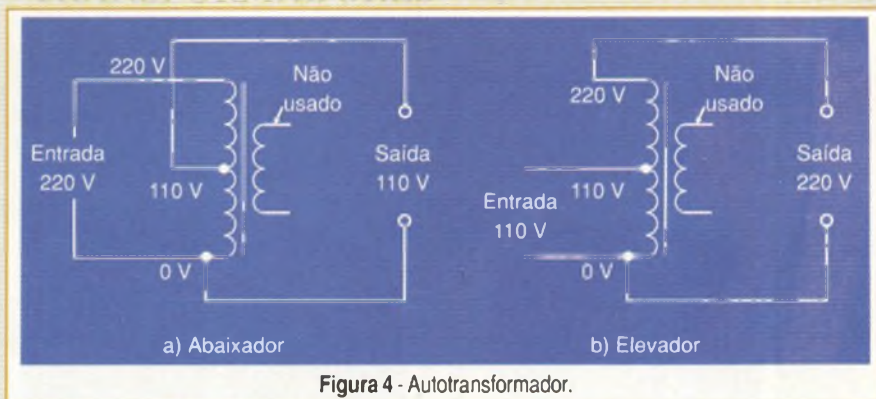 220 V
Não
usado
Entrada
220 V
110 V
Saída
110 V
0 V
a) Abaixador
220 V
Não
usado
110 V
Entrada
110 V
Saída
220 V
0 V
b) Elevador
Figura 4 - Autotransformador.